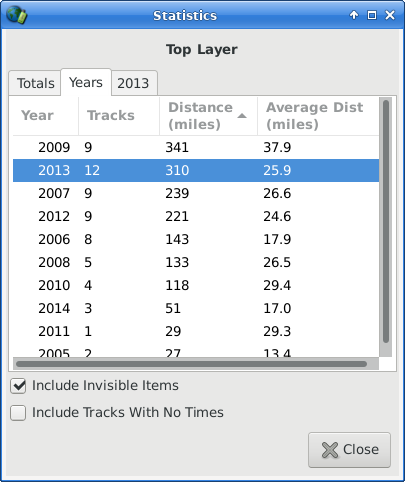 Statistics
Top Layer
Totals Years 2013
Year Tracks Distance (miles) Average Dist (miles)
2009 9 341 37.9
2013 12 310 25.9
2007 9 239 26.6
2012 9 221 24.6
2006 8 143 17.9
2008 5 133 26.5
2010 4 118 29.4
2014 3 51 17.0
2011 1 29 29.3
2005 2 27 13.4
Include Invisible Items
Include Tracks With No Times
Close